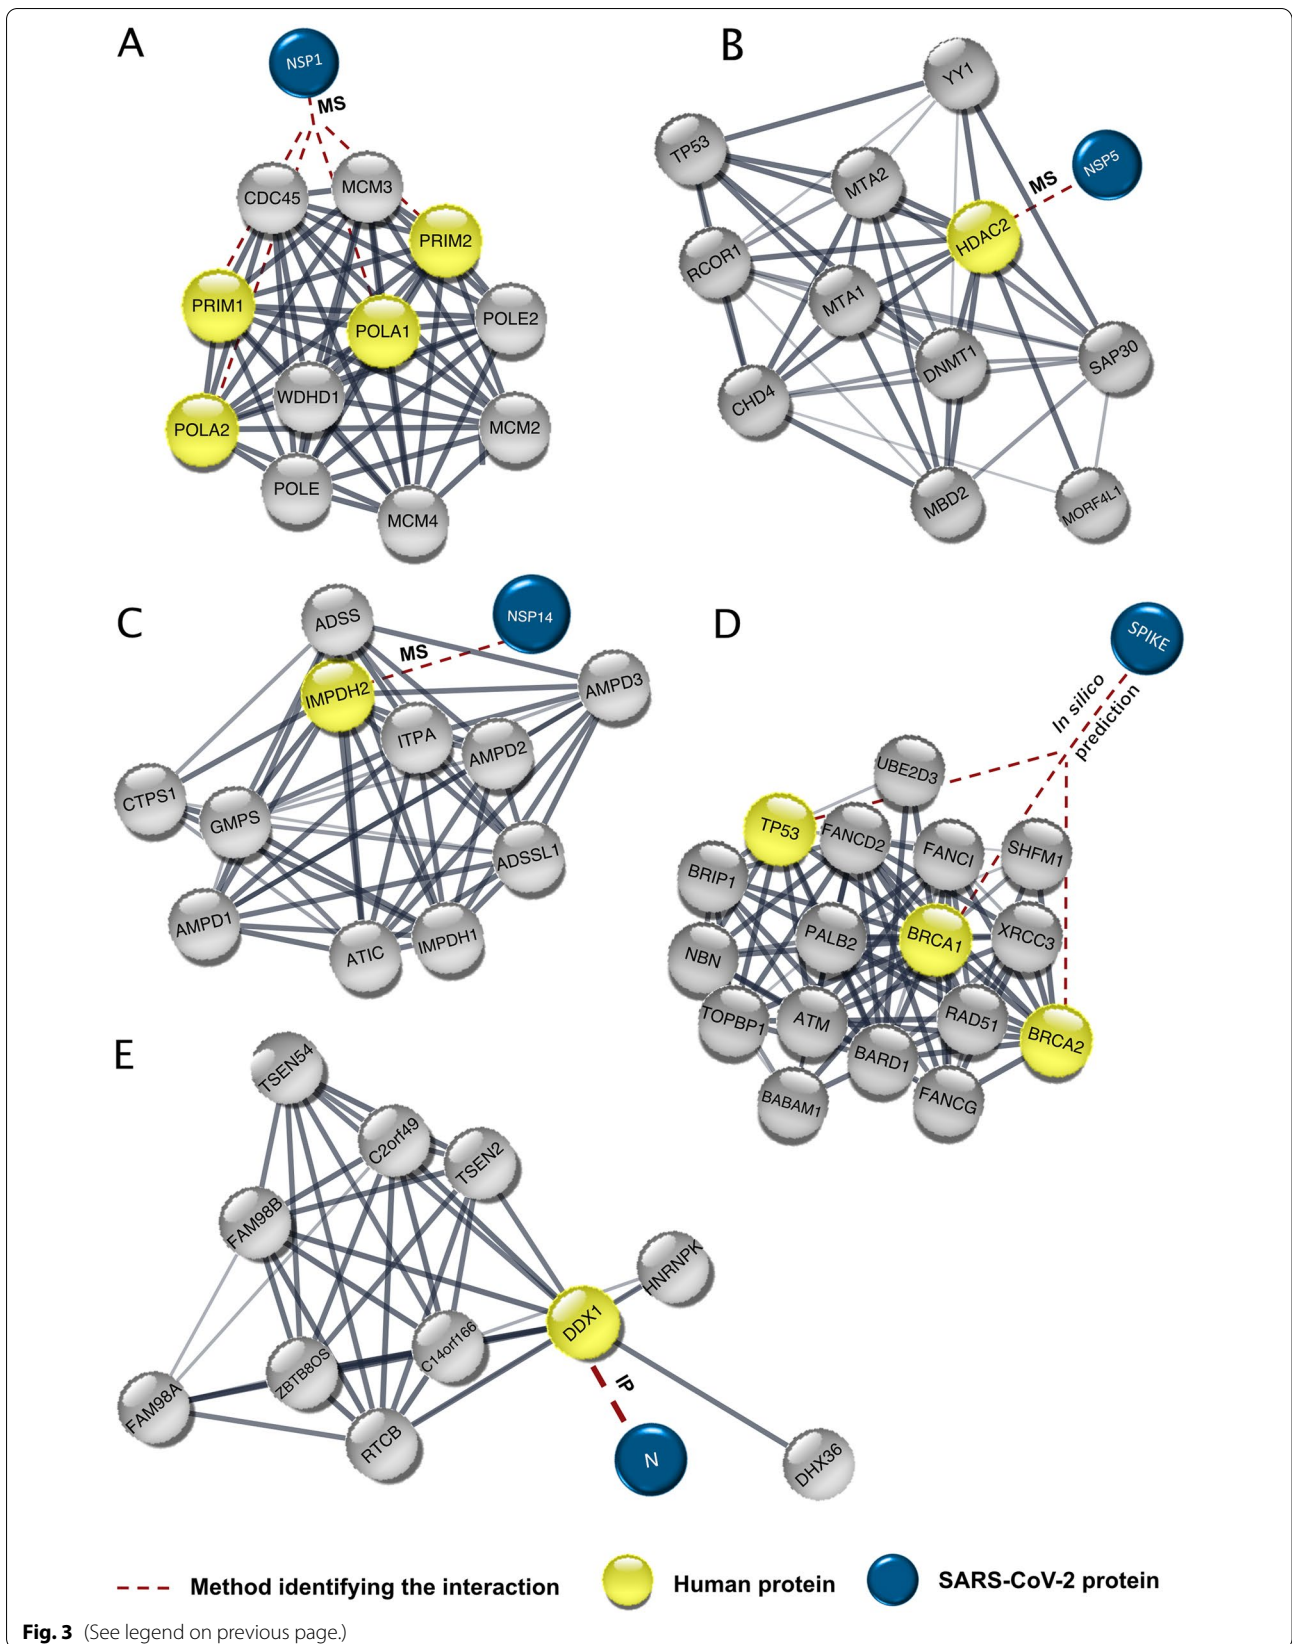 A
NSP1
MS
CDC45
MCM3
PRIM2
PRIM1
POLA1
POLE2
WDHD1
POLA2
MCM2
POLE
MCM4
B
YY1
TP53
NSP5
MS
MTA2
HDAC2
RCOR1
MTA1
DNMT1
SAP30
CHD4
MBD2
MORF4L1
C
ADSS
NSP14
MS
IMPDH2
AMPD3
ITPA
AMPD2
CTPS1
GMPS
ADSSL1
AMPD1
ATIC
IMPDH1
D
SPIKE
In silico
prediction
UBE2D3
TP53
FANCD2
FANCI
SHFM1
BRIP1
PALB2
BRCA1
XRCC3
NBN
TOPBP1
ATM
RAD51
BRCA2
BARD1
BABAM1
FANCG
E
TSEN54
C2orf49
TSEN2
FAM98B
HNRNPK
DDX1
C14orf166
ZBTB8OS
FAM98A
IP
RTCB
N
DHX36
Method identifying the interaction
Human protein
SARS-CoV-2 protein
Fig. 3 (See legend on previous page.)